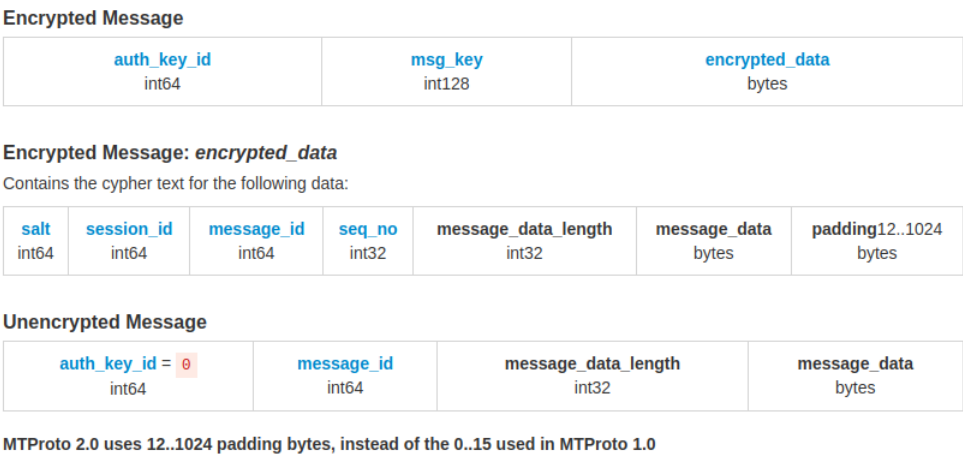 Encrypted Message
auth_key_id msg_key encrypted_data
int64 int128 bytes
Encrypted Message: encrypted_data
Contains the cypher text for the following data:
salt session_id message_id seq_no message_data_length message_data padding12..1024
int64 int64 int64 int32 int32 bytes bytes
Unencrypted Message
auth_key_id = 0 message_id message_data_length message_data
int64 int64 int32 bytes
MTProto 2.0 uses 12..1024 padding bytes, instead of the 0..15 used in MTProto 1.0